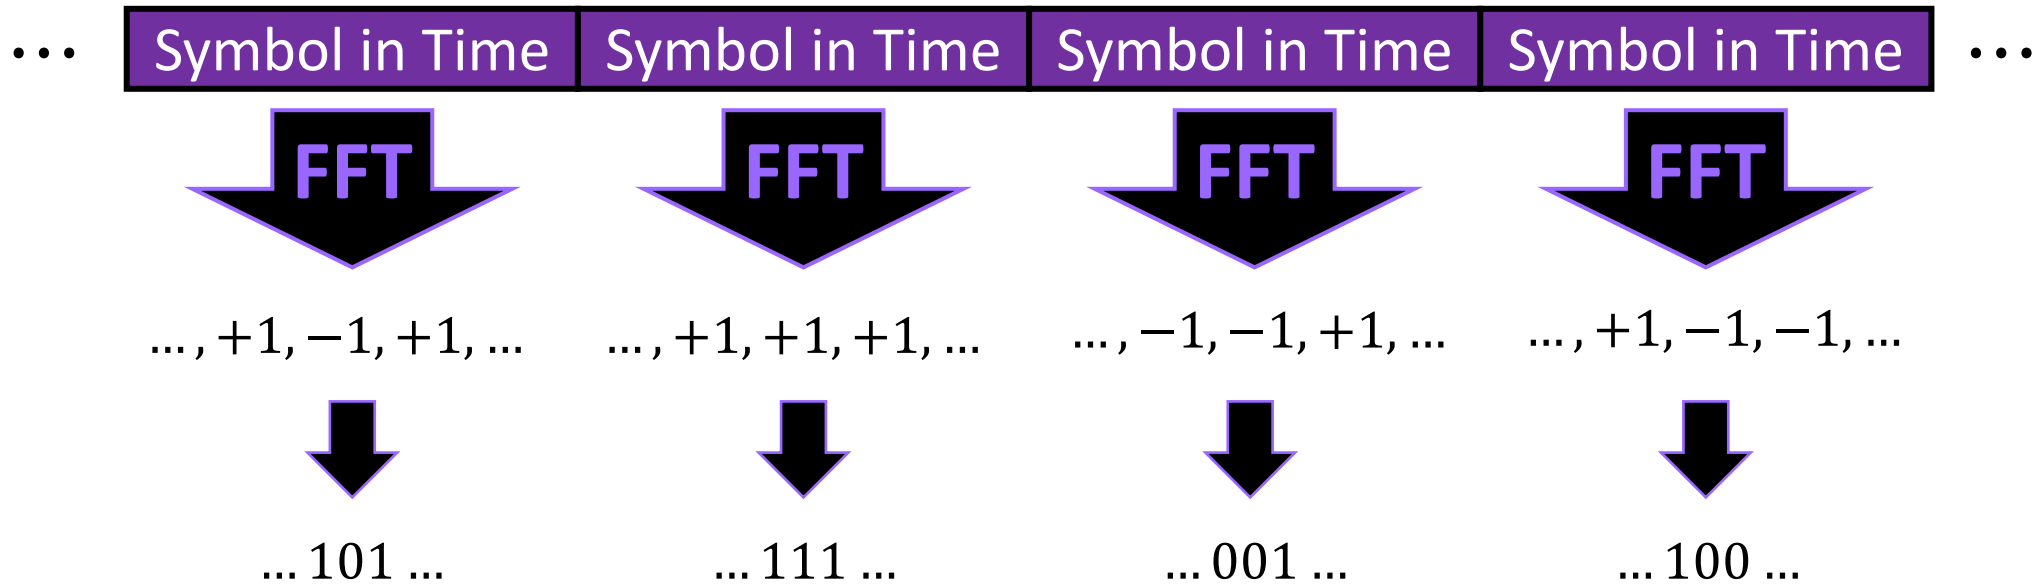 ... Symbol in Time Symbol in Time Symbol in Time Symbol in Time ...
FFT FFT FFT FFT
..., +1, −1, +1, ... ..., +1, +1, +1, ... ..., −1, −1, +1, ... ..., +1, −1, −1, ...
... 101 ... ... 111 ... ... 001 ... ... 100 ...